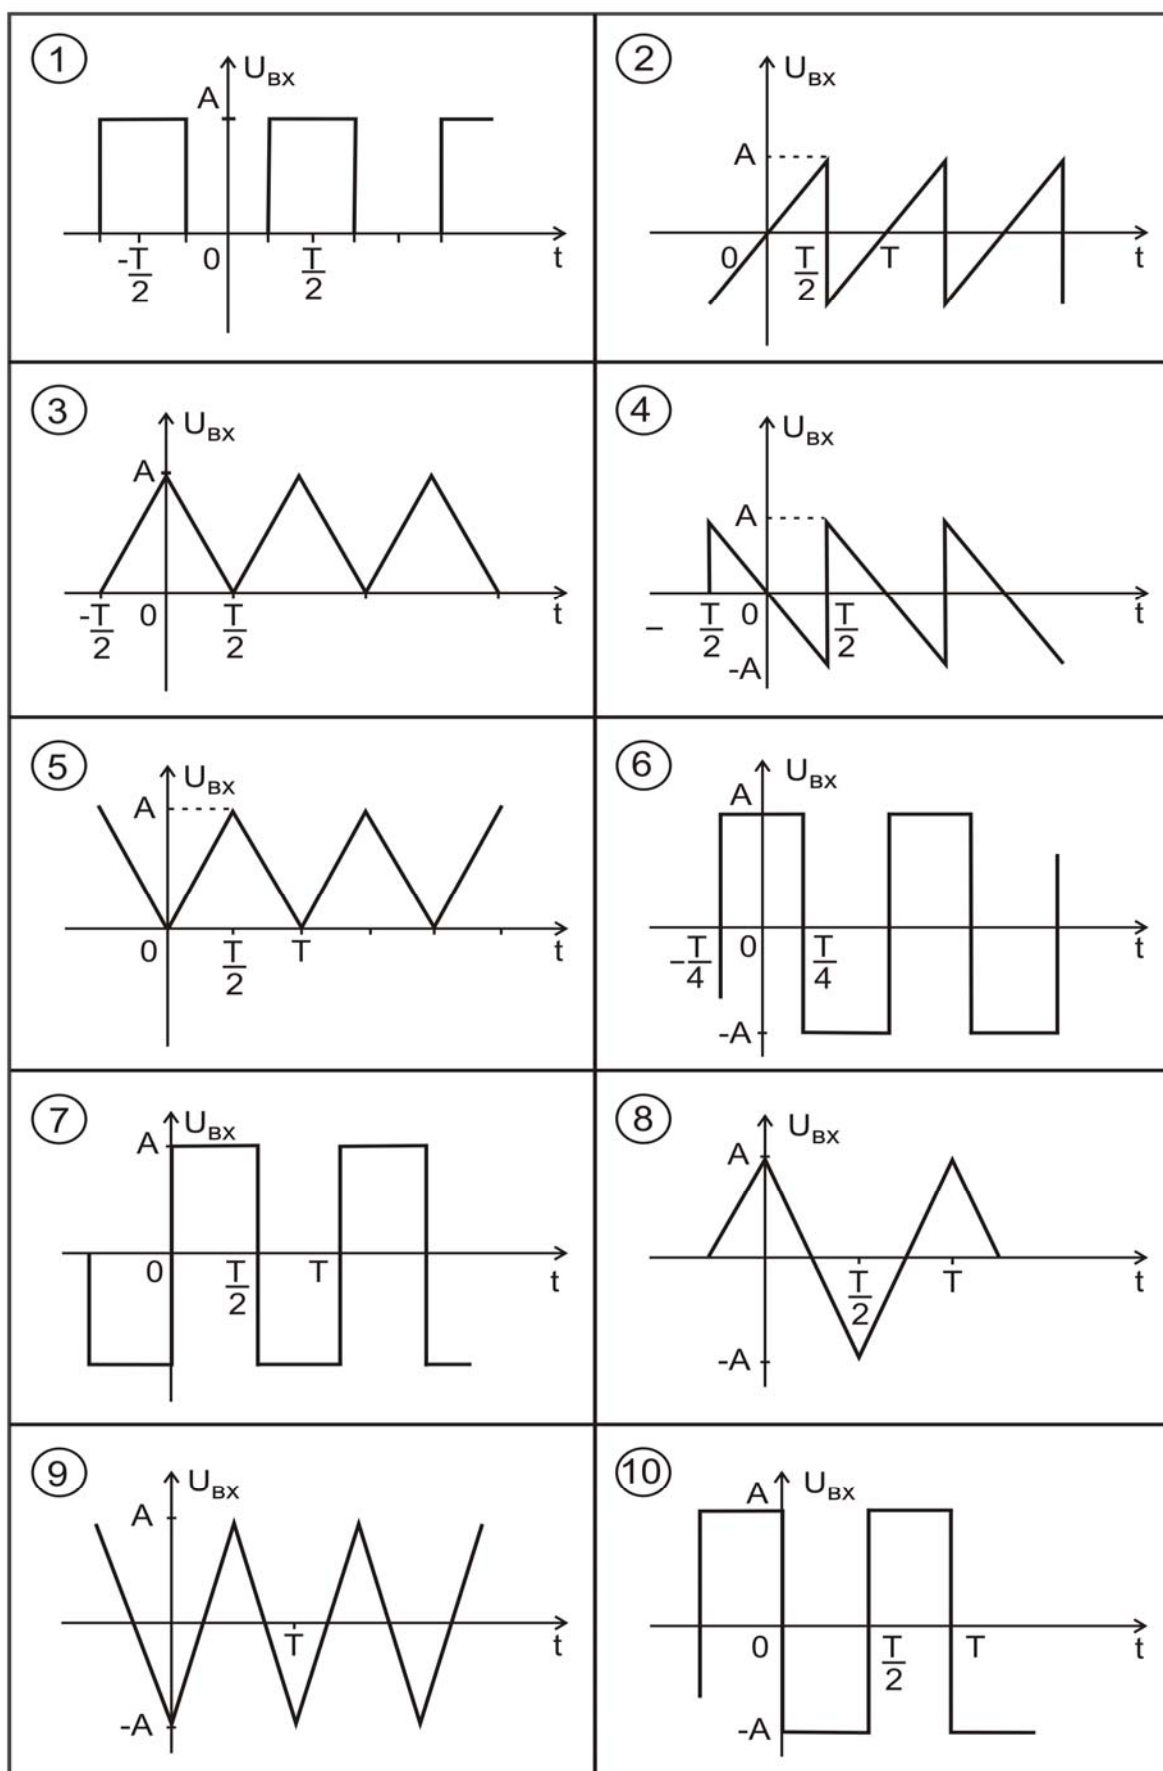 1
U_BX
A
-T/2 0 T/2 t
2
U_BX
A
0 T/2 T t
3
U_BX
A
-T/2 0 T/2 t
4
U_BX
A
- T/2 0 T/2 t
-A
5
U_BX
A
0 T/2 T t
6
U_BX
A
-T/4 0 T/4 t
-A
7
U_BX
A
0 T/2 T t
8
U_BX
A
T/2 T t
-A
9
U_BX
A
T t
-A
10
U_BX
A
0 T/2 T t
-A